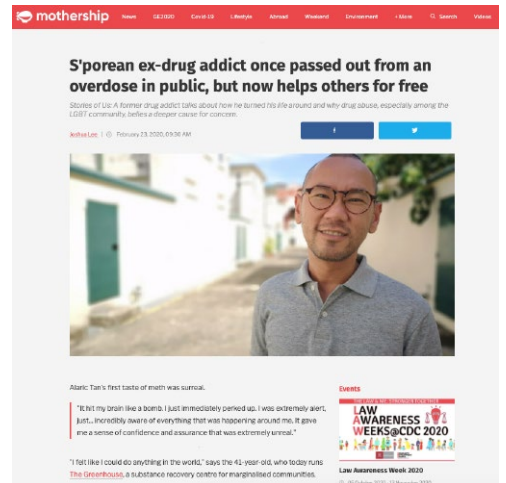 mothership
News GE2020 Covid-19 Lifestyle Abroad Weekend Environment + More Search Videos
S'porean ex-drug addict once passed out from an
overdose in public, but now helps others for free
Stories of Us: A former drug addict talks about how he turned his life around and why drug abuse, especially among the
LGBT community, belies a deeper cause for concern.
Joshua Lee | February 23, 2020, 09:36 AM
Alaric Tan's first taste of meth was surreal.
"It hit my brain like a bomb. I just immediately perked up. I was extremely alert,
just... incredibly aware of everything that was happening around me. It gave
me a sense of confidence and assurance that was extremely unreal."
"I felt like I could do anything in the world," says the 41-year-old, who today runs
The Greenhouse, a substance recovery centre for marginalised communities.
Events
LAW
AWARENESS
WEEKS@CDC 2020
Law Awareness Week 2020